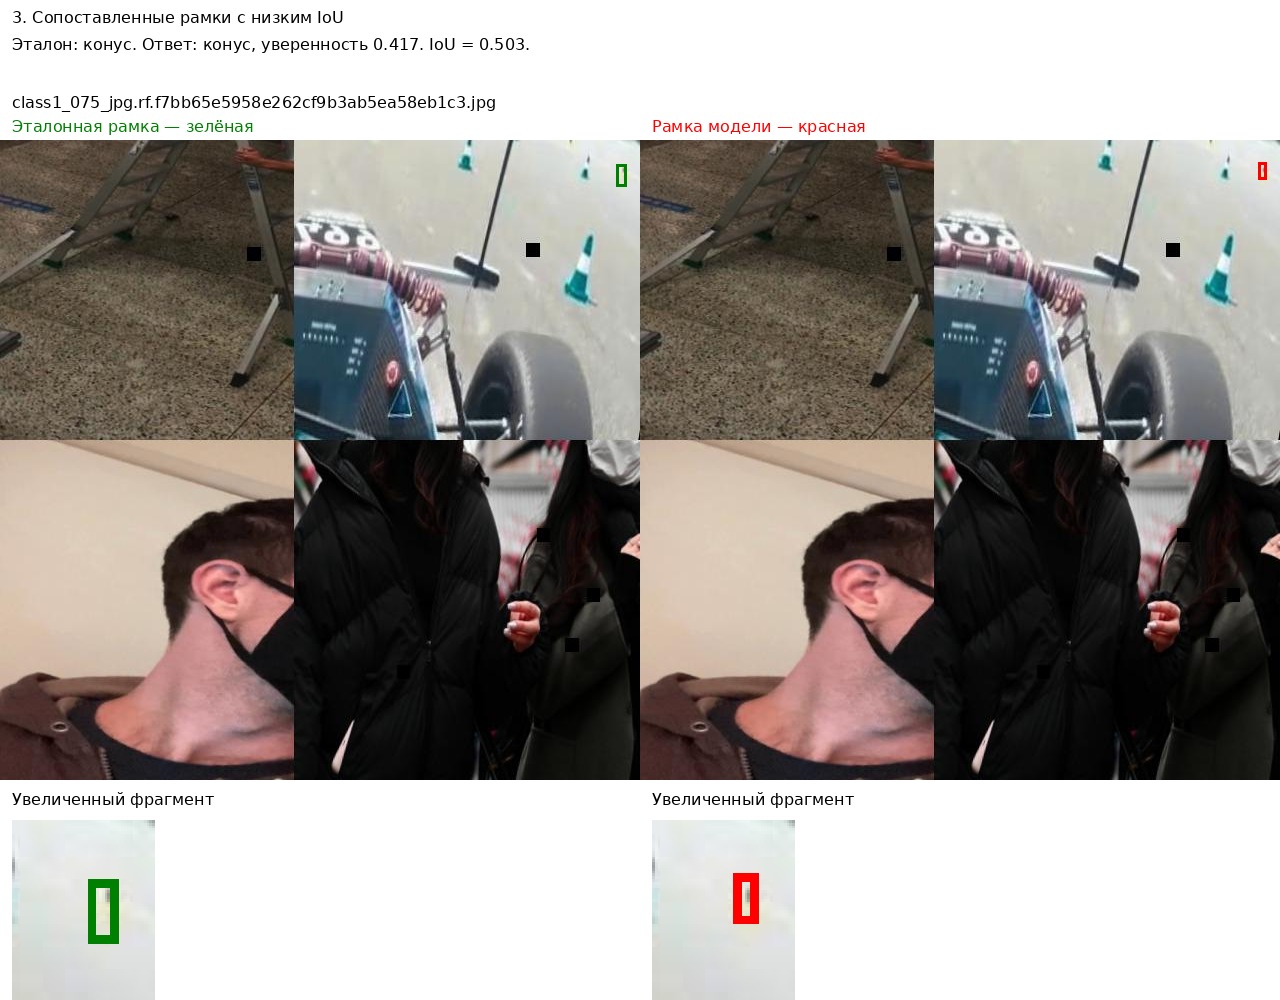 3. Сопоставленные рамки с низким IoU
Эталон: конус. Ответ: конус, уверенность 0.417. IoU = 0.503.
class1_075_jpg.rf.f7bb65e5958e262cf9b3ab5ea58eb1c3.jpg
Эталонная рамка — зелёная
Рамка модели — красная
Увеличенный фрагмент
Увеличенный фрагмент